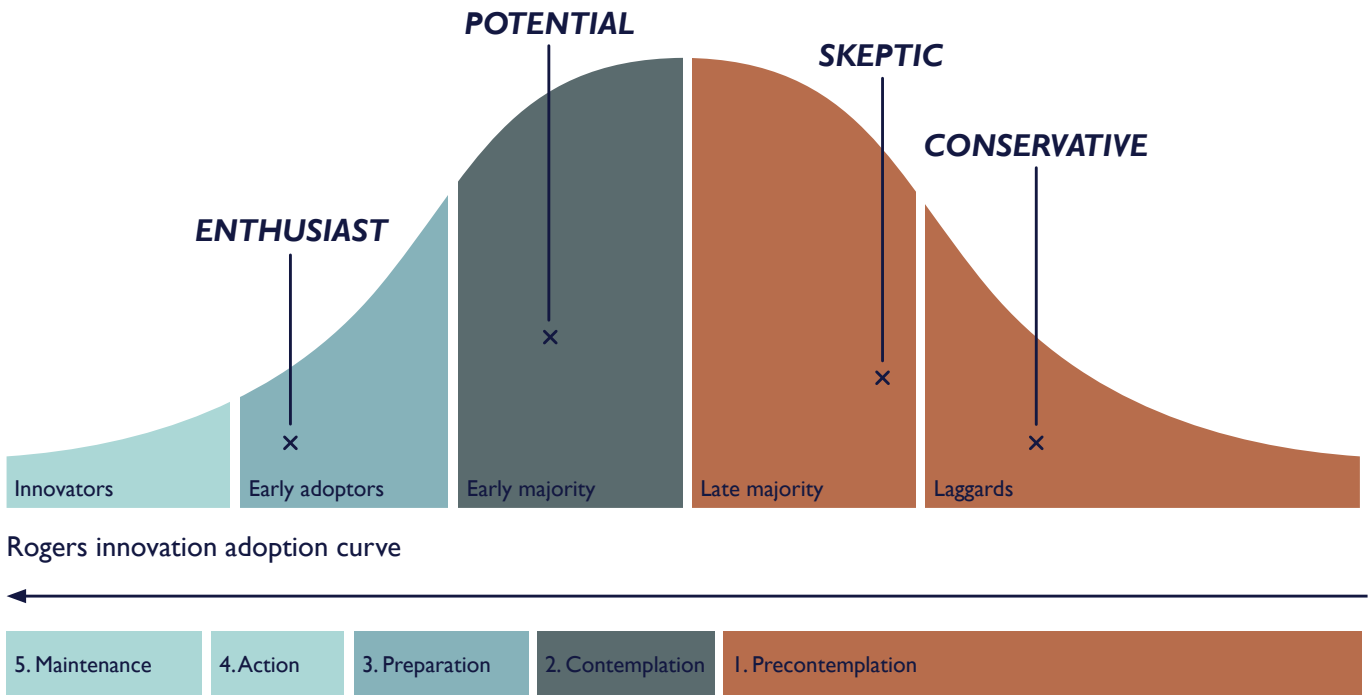 POTENTIAL
SKEPTIC
CONSERVATIVE
ENTHUSIAST
Innovators
Early adoptors
Early majority
Late majority
Laggards
Rogers innovation adoption curve
5. Maintenance
4. Action
3. Preparation
2. Contemplation
1. Precontemplation